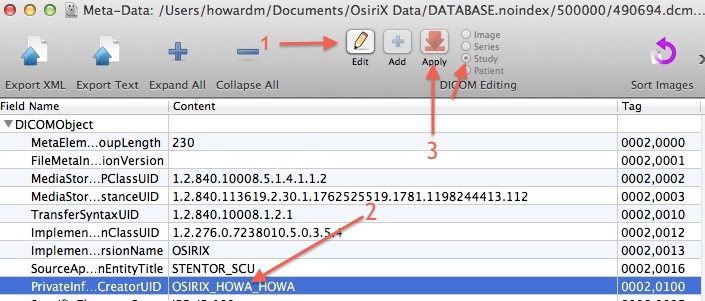 Meta-Data: /Users/howardm/Documents/OsiriX Data/DATABASE.noindex/500000/490694.dcm...
1
Export XML Export Text Expand All Collapse All Edit Add Apply Image Series Study Patient DICOM Editing Sort Images
3
Field Name Content Tag
DICOMObject
MetaElem...oupLength 230 0002,0000
FileMetaIn...ionVersion 0002,0001
MediaStor...PClassUID 1.2.840.10008.5.1.4.1.1.2 0002,0002
MediaStor...stanceUID 1.2.840.113619.2.30.1.1762525519.1781.1198244413.112 0002,0003
TransferSyntaxUID 1.2.840.10008.1.2.1 0002,0010
2
Implemen...nClassUID 1.2.276.0.7238010.5.0.3.5.4 0002,0012
Implemen...rsionName OSIRIX 0002,0013
SourceAp...nEntityTitle STENTOR_SCU 0002,0016
PrivateInf...CreatorUID OSIRIX_HOWA_HOWA 0002,0100